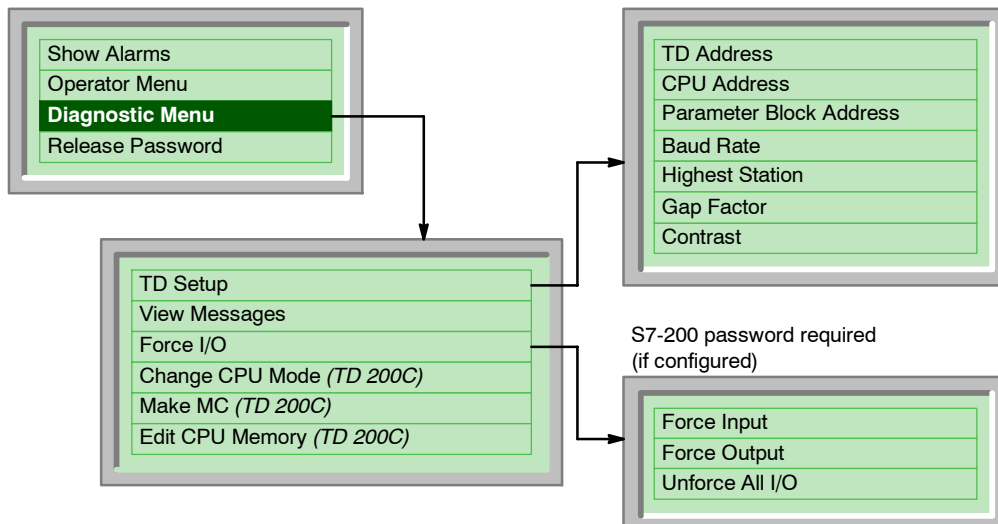 Show Alarms
Operator Menu
Diagnostic Menu
Release Password
TD Setup
View Messages
Force I/O
Change CPU Mode (TD 200C)
Make MC (TD 200C)
Edit CPU Memory (TD 200C)
TD Address
CPU Address
Parameter Block Address
Baud Rate
Highest Station
Gap Factor
Contrast
S7-200 password required
(if configured)
Force Input
Force Output
Unforce All I/O